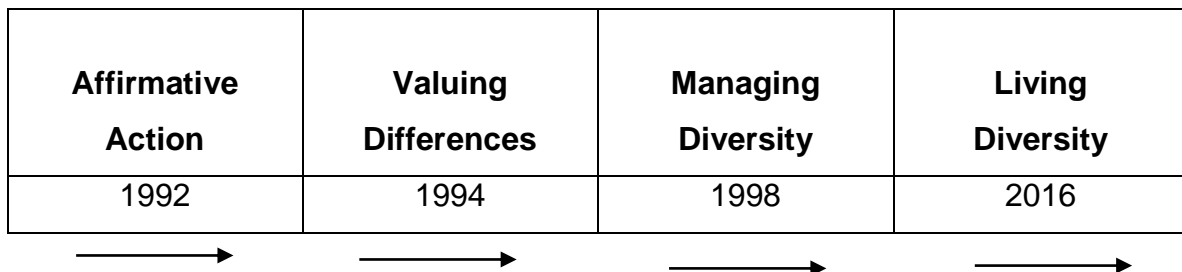 Affirmative Valuing Managing Living
Action Differences Diversity Diversity
1992 1994 1998 2016